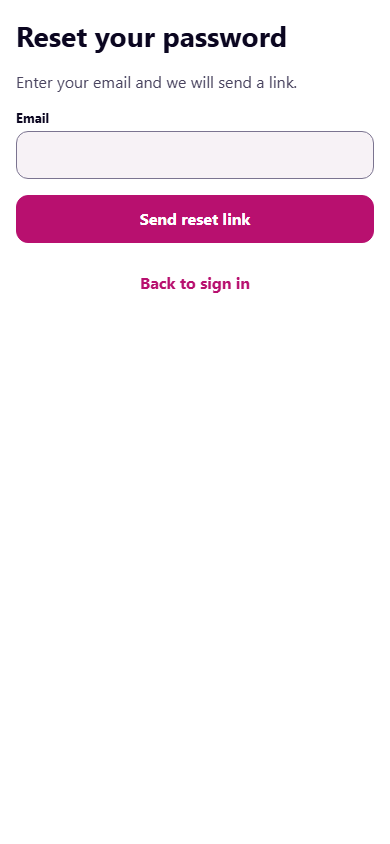 Reset your password
Enter your email and we will send a link.
Email
Send reset link
Back to sign in